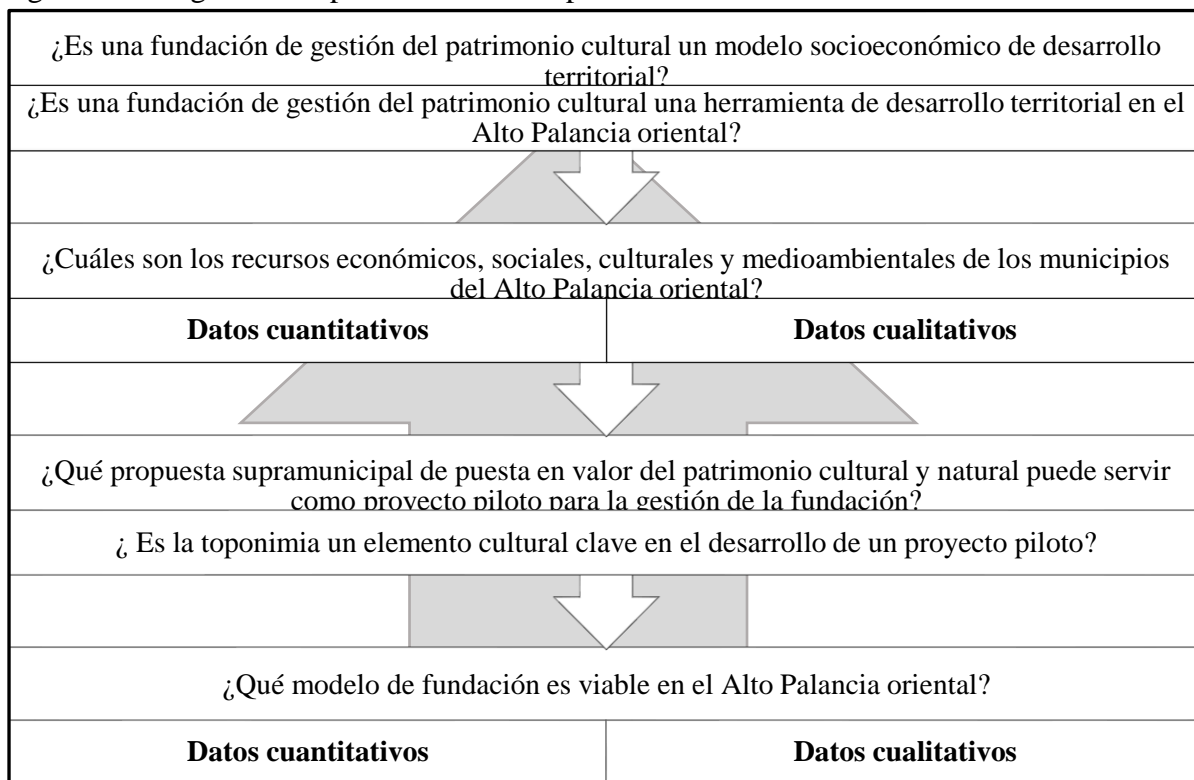 ¿Es una fundación de gestión del patrimonio cultural un modelo socioeconómico de desarrollo
territorial?
¿Es una fundación de gestión del patrimonio cultural una herramienta de desarrollo territorial en el
Alto Palancia oriental?
¿Cuáles son los recursos económicos, sociales, culturales y medioambientales de los municipios
del Alto Palancia oriental?
Datos cuantitativos
Datos cualitativos
¿Qué propuesta supramunicipal de puesta en valor del patrimonio cultural y natural puede servir
como proyecto piloto para la gestión de la fundación?
¿ Es la toponimia un elemento cultural clave en el desarrollo de un proyecto piloto?
¿Qué modelo de fundación es viable en el Alto Palancia oriental?
Datos cuantitativos
Datos cualitativos